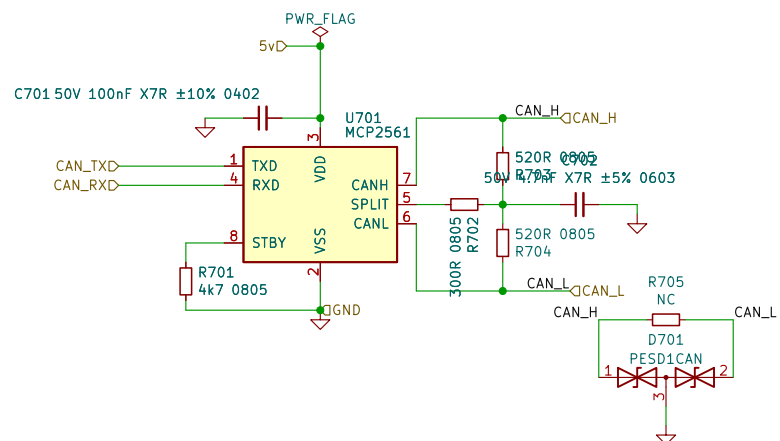 PWR_FLAG
5v
C701 50V 100nF X7R ±10% 0402
U701
MCP2561
3
CAN_H
CAN_H
CAN_TX
1
TXD
VDD
520R 0805
R703
C702
50V 4.7nF X7R ±5% 0603
CAN_RX
4
RXD
CANH
7
SPLIT
5
CANL
6
300R 0805
R702
8
STBY
VSS
2
520R 0805
R704
R701
4k7 0805
CAN_L
CAN_L
GND
R705
NC
CAN_H
CAN_L
D701
PESD1CAN
1
2
3